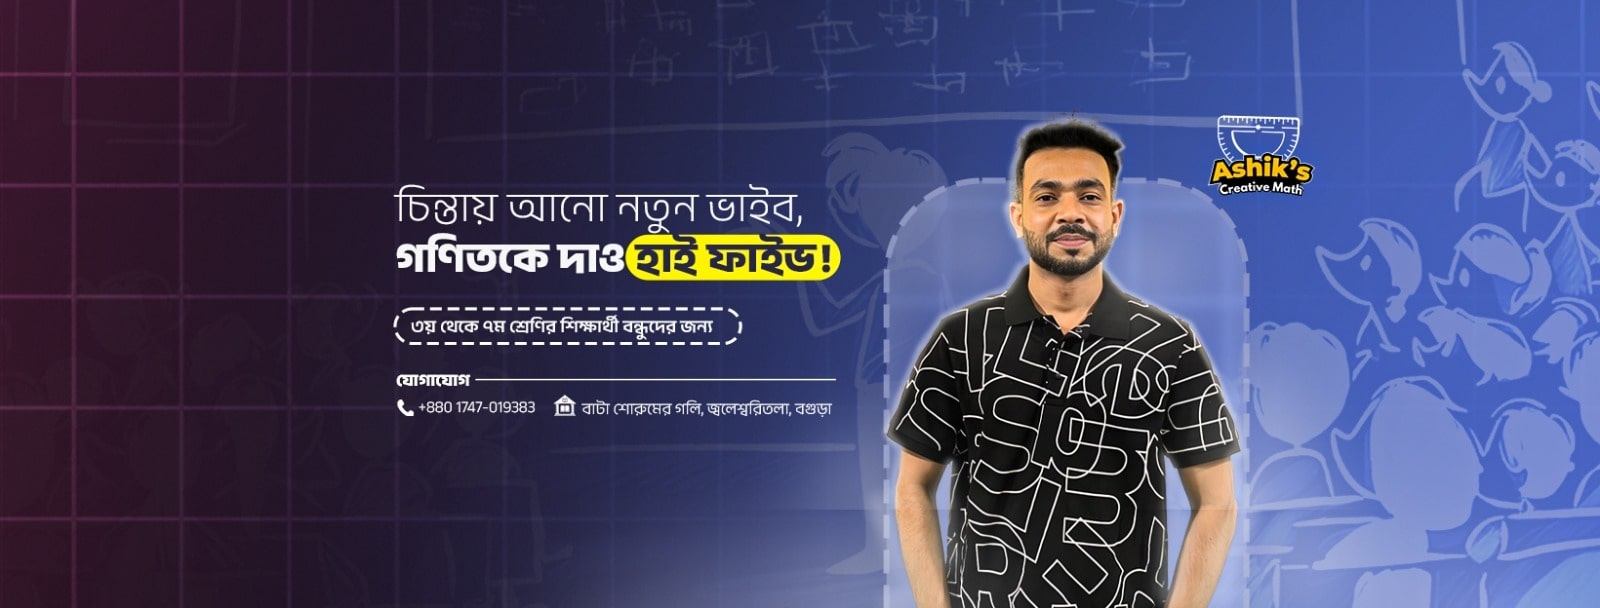 চিন্তায় আনো নতুন ভাইব,
গণিতকে দাও হাই ফাইভ!
৩য় থেকে ৭ম শ্রেণির শিক্ষার্থী বন্ধুদের জন্য
যোগাযোগ
+880 1747-019383 বাটা শোরুমের গলি, জ্বলেশ্বরিতলা, বগুড়া
Ashik's
Creative Math